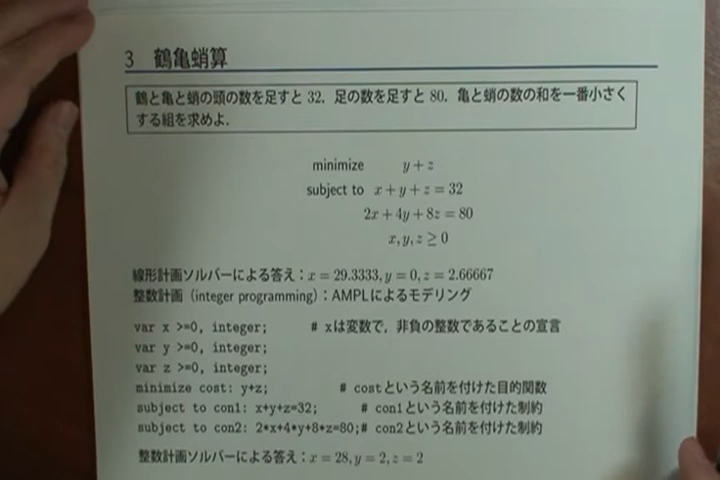 3 鶴亀蛸算
鶴と亀と蛸の頭の数を足すと 32．足の数を足すと 80．亀と蛸の数の和を一番小さく
する組を求めよ．
minimize y + z
subject to x + y + z = 32
2x + 4y + 8z = 80
x, y, z ≥ 0
線形計画ソルバーによる答え：x = 29.3333, y = 0, z = 2.66667
整数計画（integer programming）：AMPLによるモデリング
var x >=0, integer; # xは変数で，非負の整数であることの宣言
var y >=0, integer;
var z >=0, integer;
minimize cost: y+z; # costという名前を付けた目的関数
subject to con1: x+y+z=32; # con1という名前を付けた制約
subject to con2: 2*x+4*y+8*z=80;# con2という名前を付けた制約
整数計画ソルバーによる答え：x = 28, y = 2, z = 2